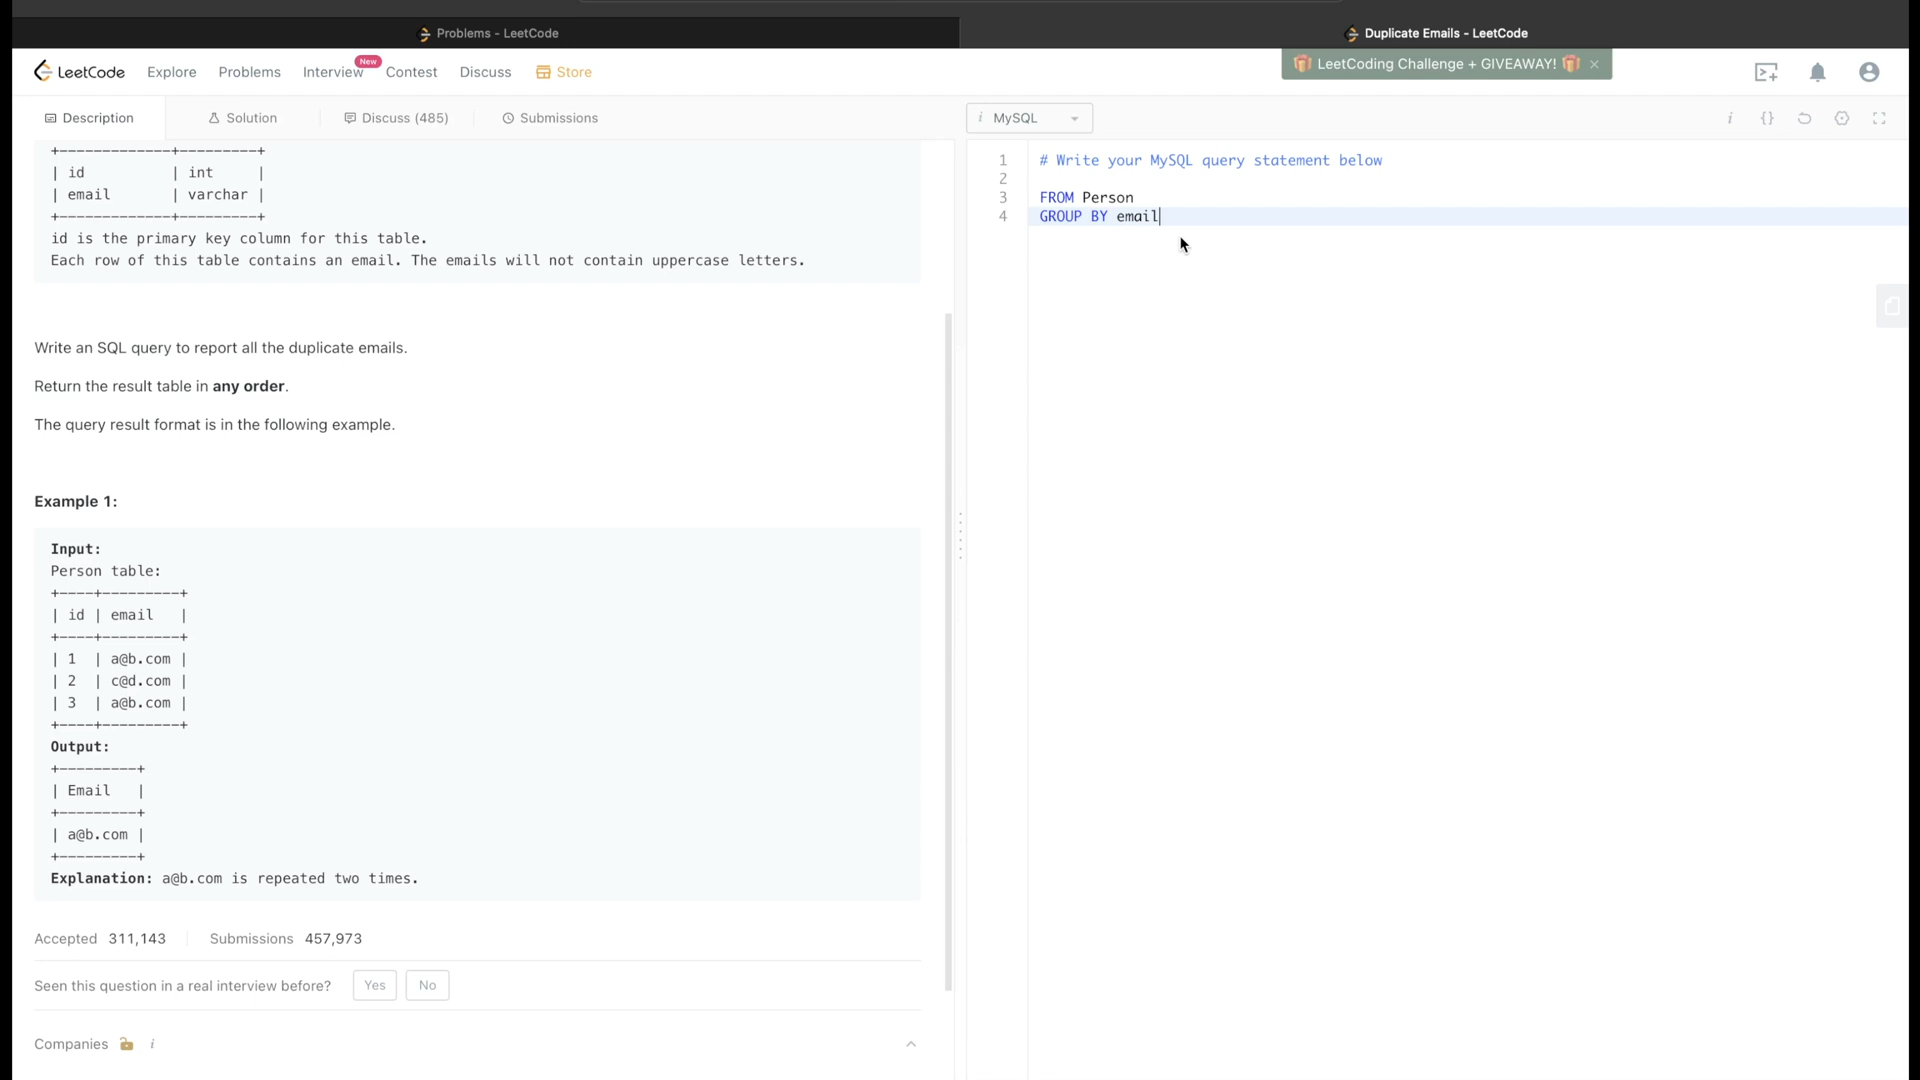 Problems - LeetCode
Duplicate Emails - LeetCode
LeetCode Explore Problems Interview New Contest Discuss Store
LeetCoding Challenge + GIVEAWAY! ×
Description Solution Discuss (485) Submissions
i MySQL
i {}
+-------------+---------+
| id          | int     |
| email       | varchar |
+-------------+---------+
id is the primary key column for this table.
Each row of this table contains an email. The emails will not contain uppercase letters.
Write an SQL query to report all the duplicate emails.
Return the result table in any order.
The query result format is in the following example.
Example 1:
Input:
Person table:
+----+---------+
| id | email   |
+----+---------+
| 1  | a@b.com |
| 2  | c@d.com |
| 3  | a@b.com |
+----+---------+
Output:
+---------+
| Email   |
+---------+
| a@b.com |
+---------+
Explanation: a@b.com is repeated two times.
Accepted 311,143 Submissions 457,973
Seen this question in a real interview before? Yes No
Companies i
1 # Write your MySQL query statement below
2
3 FROM Person
4 GROUP BY email